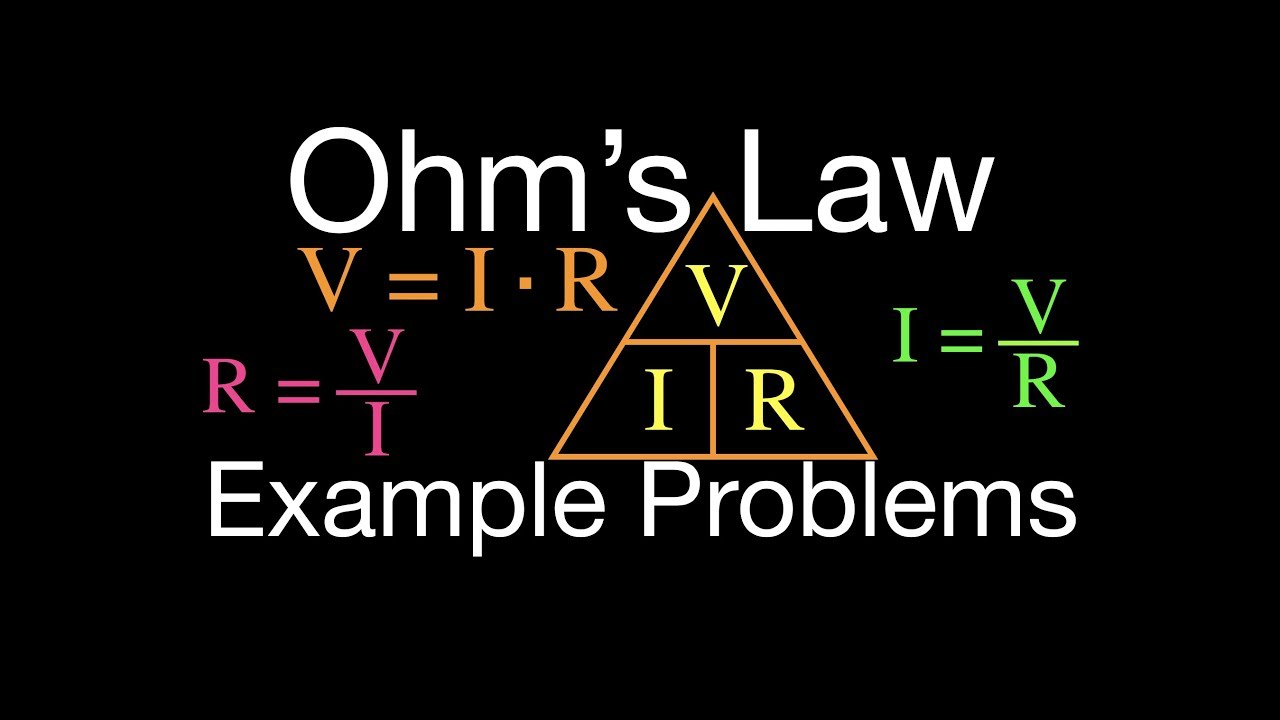 Ohm’s Law
V = I · R
R = V / I
V
I R
I = V / R
Example Problems